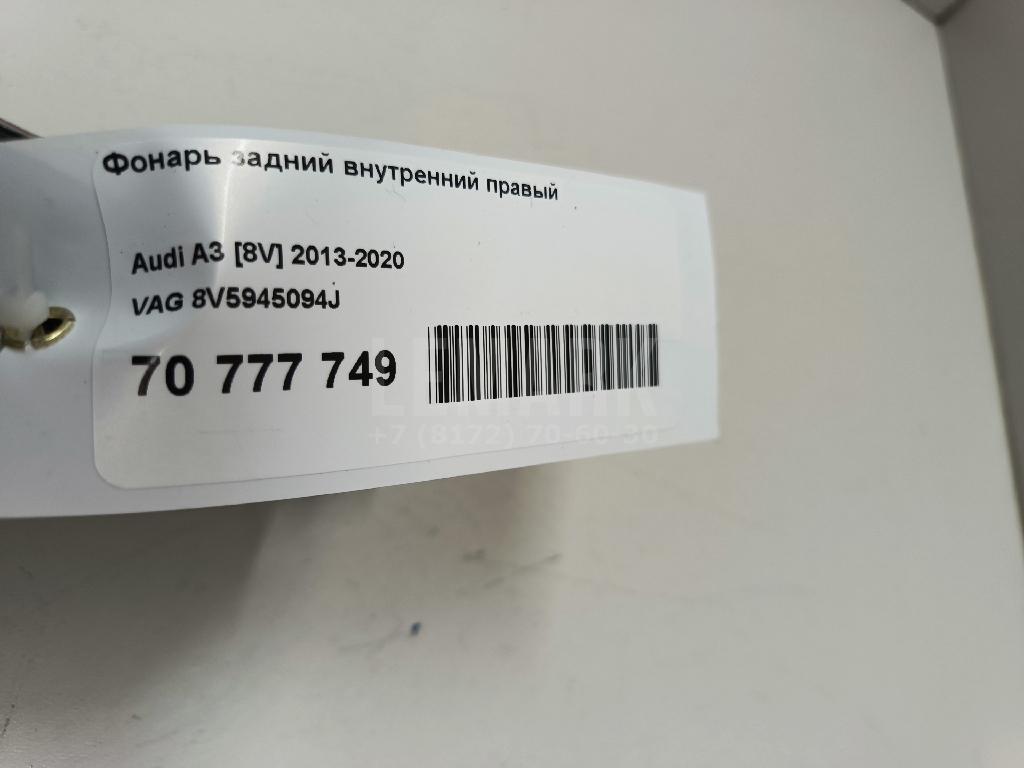 Фонарь задний внутренний правый
Audi A3 [8V] 2013-2020
VAG 8V5945094J
70 777 749
LEMARK
+7 (8172) 70-60-30